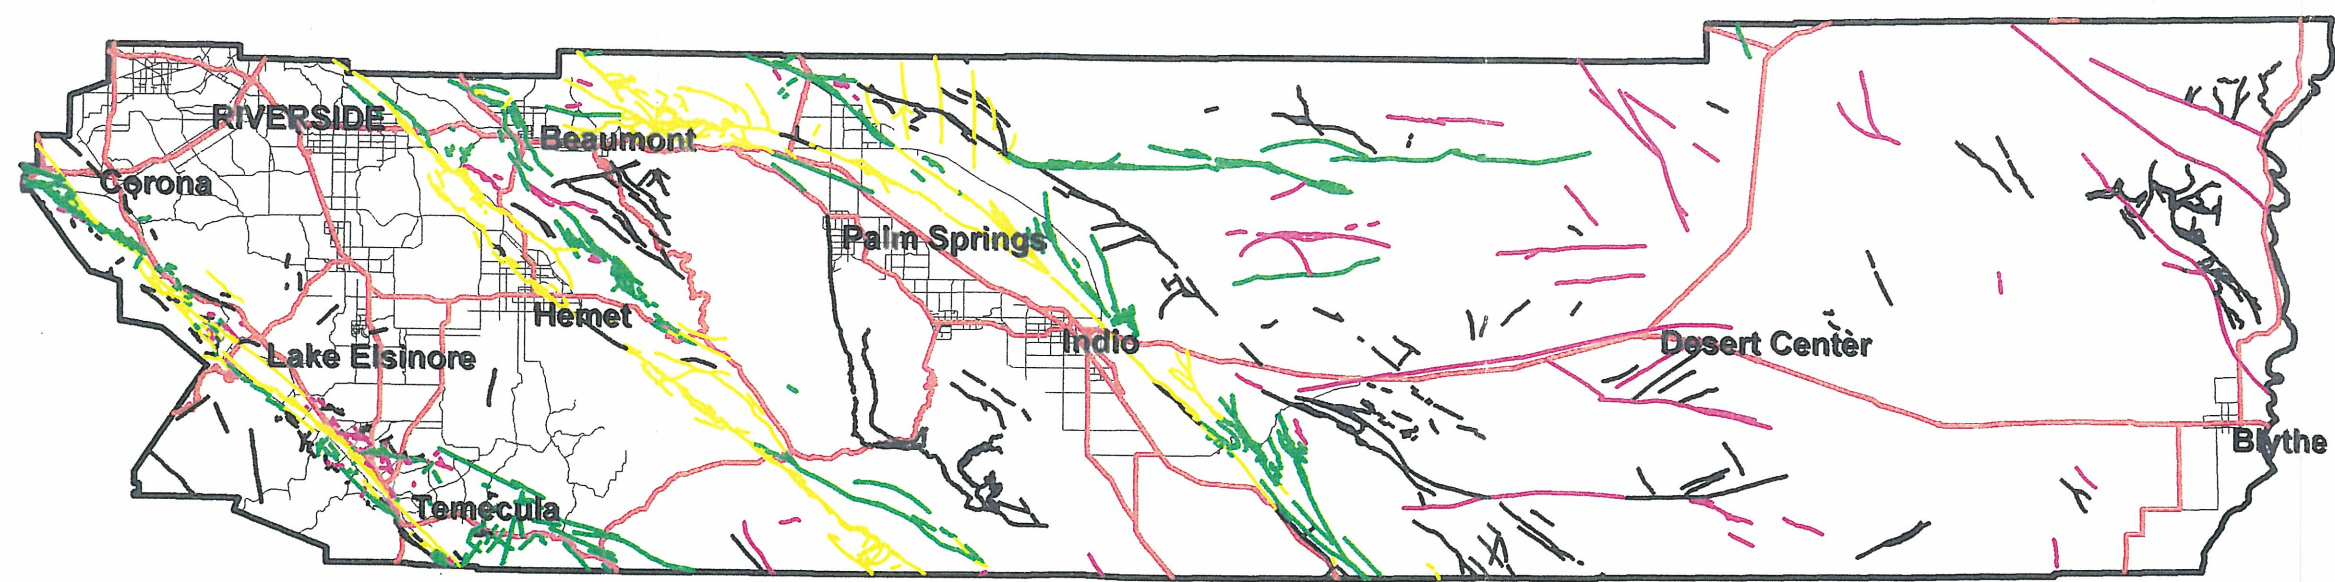 RIVERSIDE
Beaumont
Corona
Palm Springs
Hemet
Lake Elsinore
Indio
Desert Center
Blythe
Temecula